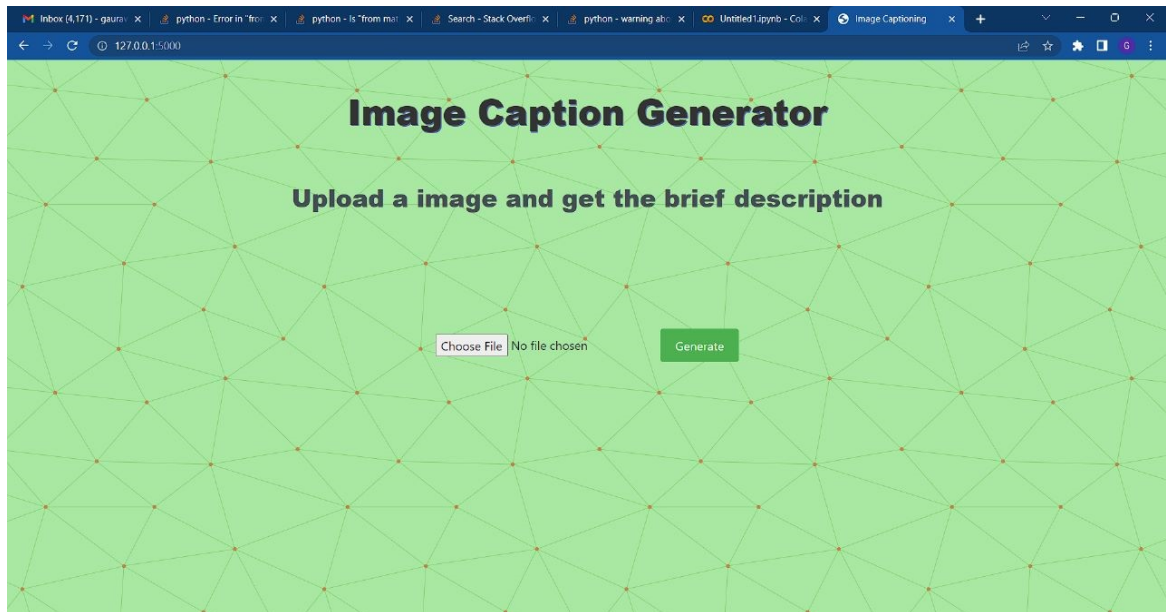 Inbox (4,171) - gaurav
python - Error in "fron
python - Is "from mat
Search - Stack Overflo
python - warning abo
Untitled1.ipynb - Cola
Image Captioning
127.0.0.1:5000
G
Image Caption Generator
Upload a image and get the brief description
Choose File No file chosen
Generate